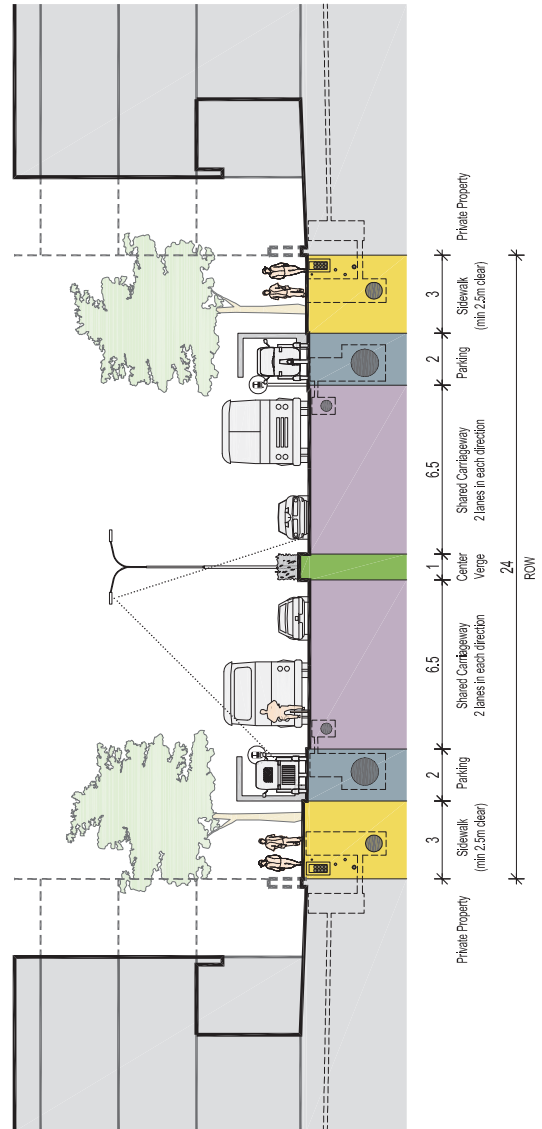 Private Property
3
Sidewalk
(min 2.5m clear)
2
Parking
6.5
Shared Carriageway
2 lanes in each direction
1
Center
Verge
6.5
Shared Carriageway
2 lanes in each direction
2
Parking
3
Sidewalk
(min 2.5m clear)
Private Property
24
ROW